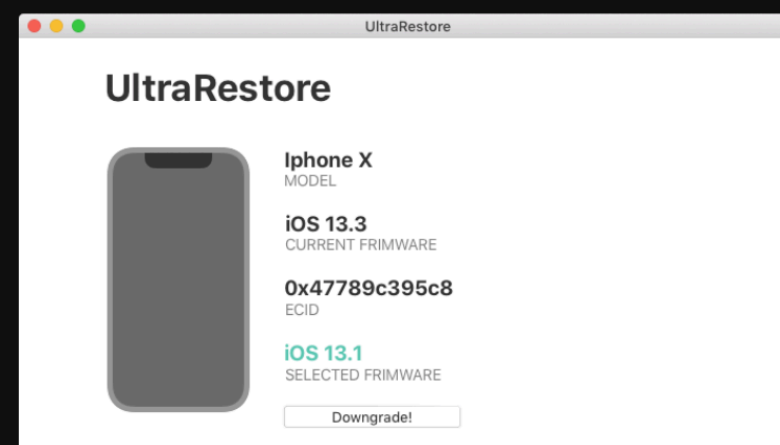 UltraRestore
UltraRestore
Iphone X
MODEL
iOS 13.3
CURRENT FRIMWARE
0x47789c395c8
ECID
iOS 13.1
SELECTED FRIMWARE
Downgrade!